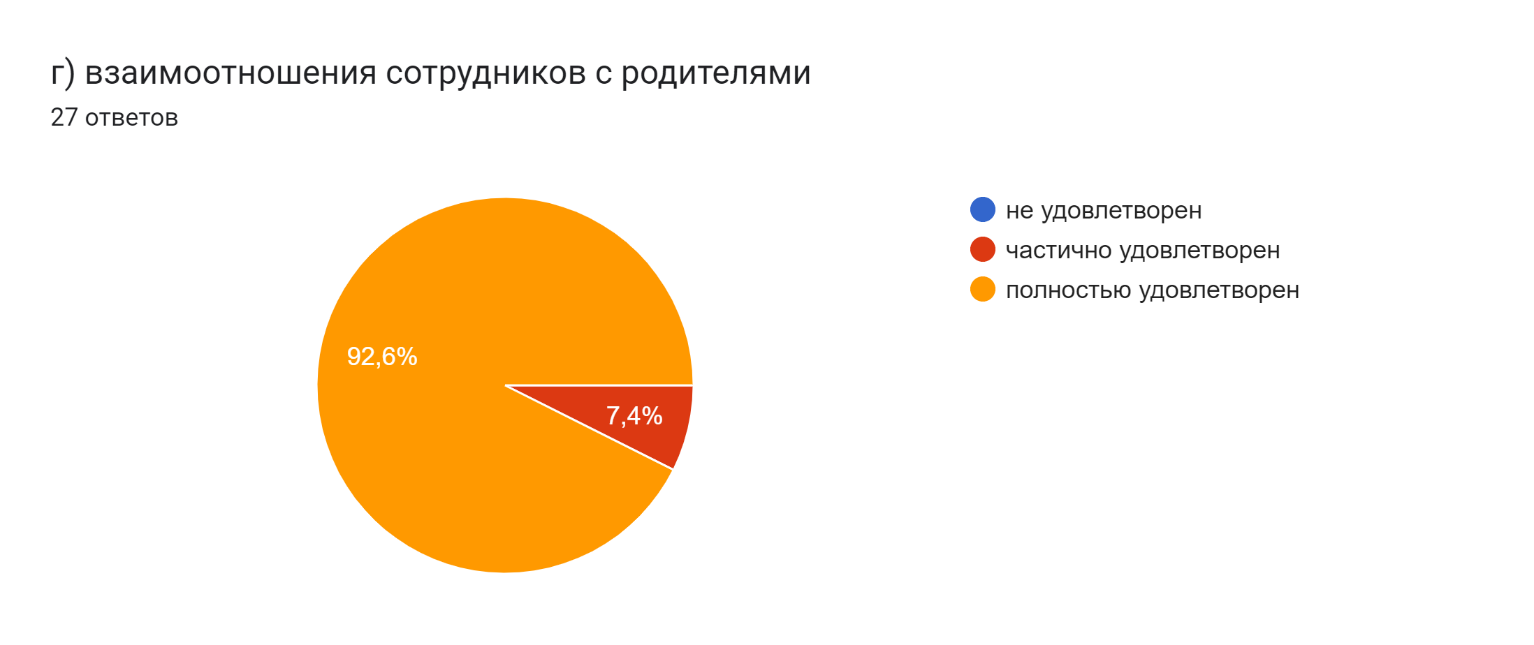 г) взаимоотношения сотрудников с родителями
27 ответов
не удовлетворен
частично удовлетворен
полностью удовлетворен
92,6%
7,4%